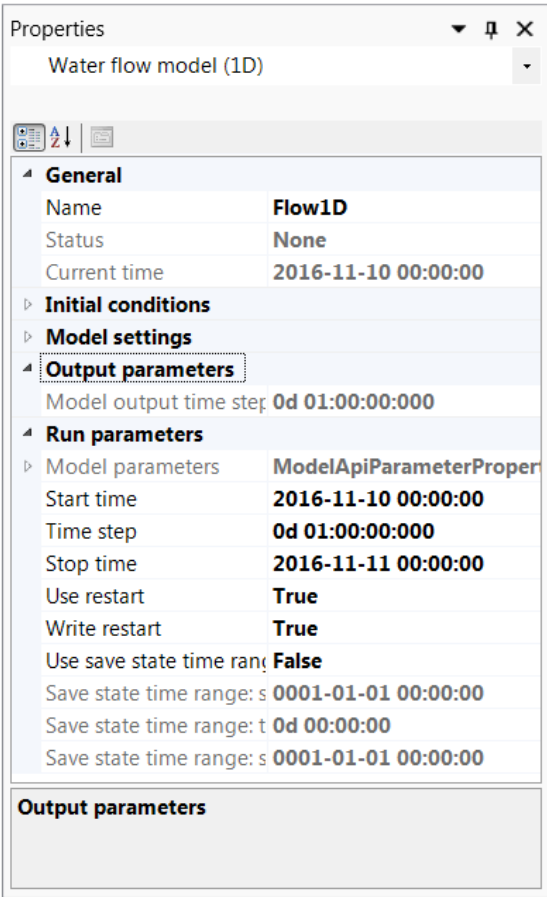 Properties
Water flow model (1D)
General
Name Flow1D
Status None
Current time 2016-11-10 00:00:00
Initial conditions
Model settings
Output parameters
Model output time step 0d 01:00:00:000
Run parameters
Model parameters ModelApiParameterPropert
Start time 2016-11-10 00:00:00
Time step 0d 01:00:00:000
Stop time 2016-11-11 00:00:00
Use restart True
Write restart True
Use save state time rang False
Save state time range: s 0001-01-01 00:00:00
Save state time range: t 0d 00:00:00
Save state time range: s 0001-01-01 00:00:00
Output parameters